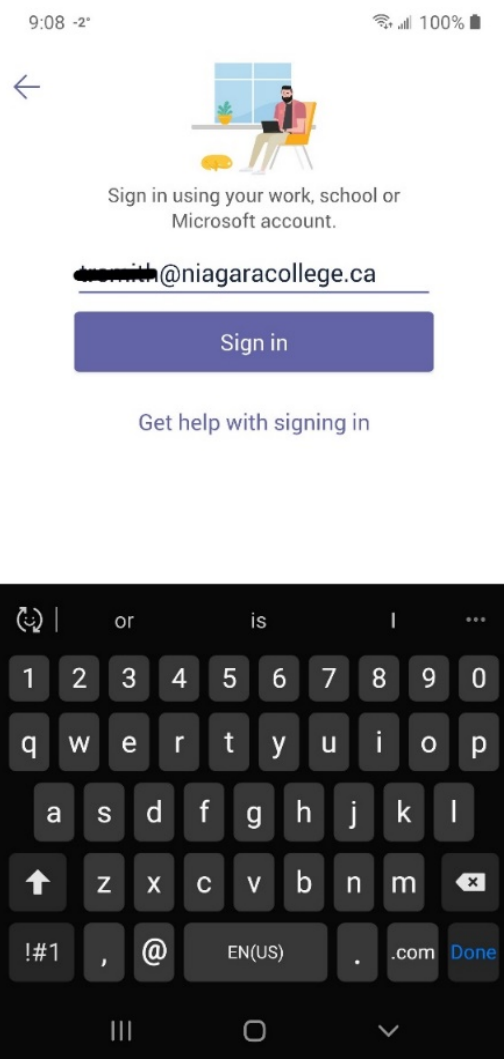 9:08 -2° 100%
Sign in using your work, school or
Microsoft account.
@niagaracollege.ca
Sign in
Get help with signing in
or is I
1 2 3 4 5 6 7 8 9 0
q w e r t y u i o p
a s d f g h j k l
z x c v b n m
!#1 , @ EN(US) . .com Done